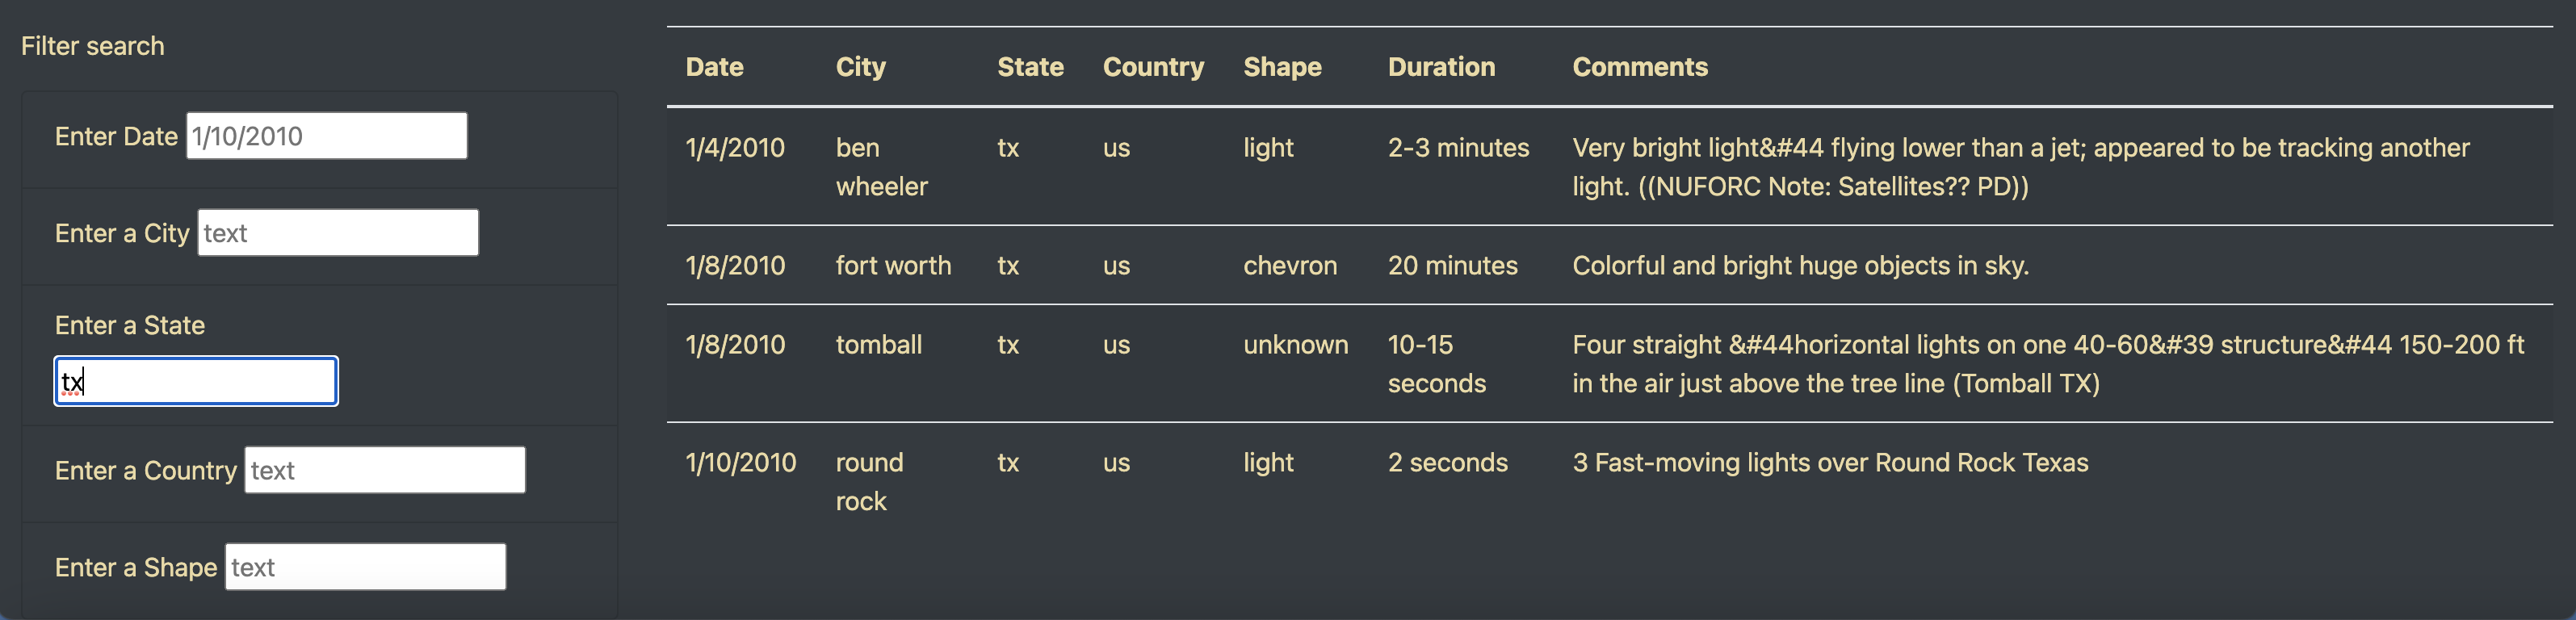 Filter search
Enter Date 1/10/2010
Enter a City text
Enter a State
tx
Enter a Country text
Enter a Shape text
Date City State Country Shape Duration Comments
1/4/2010 ben tx us light 2-3 minutes Very bright light&#44 flying lower than a jet; appeared to be tracking another
wheeler light. ((NUFORC Note: Satellites?? PD))
1/8/2010 fort worth tx us chevron 20 minutes Colorful and bright huge objects in sky.
1/8/2010 tomball tx us unknown 10-15 Four straight &#44horizontal lights on one 40-60&#39 structure&#44 150-200 ft
seconds in the air just above the tree line (Tomball TX)
1/10/2010 round tx us light 2 seconds 3 Fast-moving lights over Round Rock Texas
rock